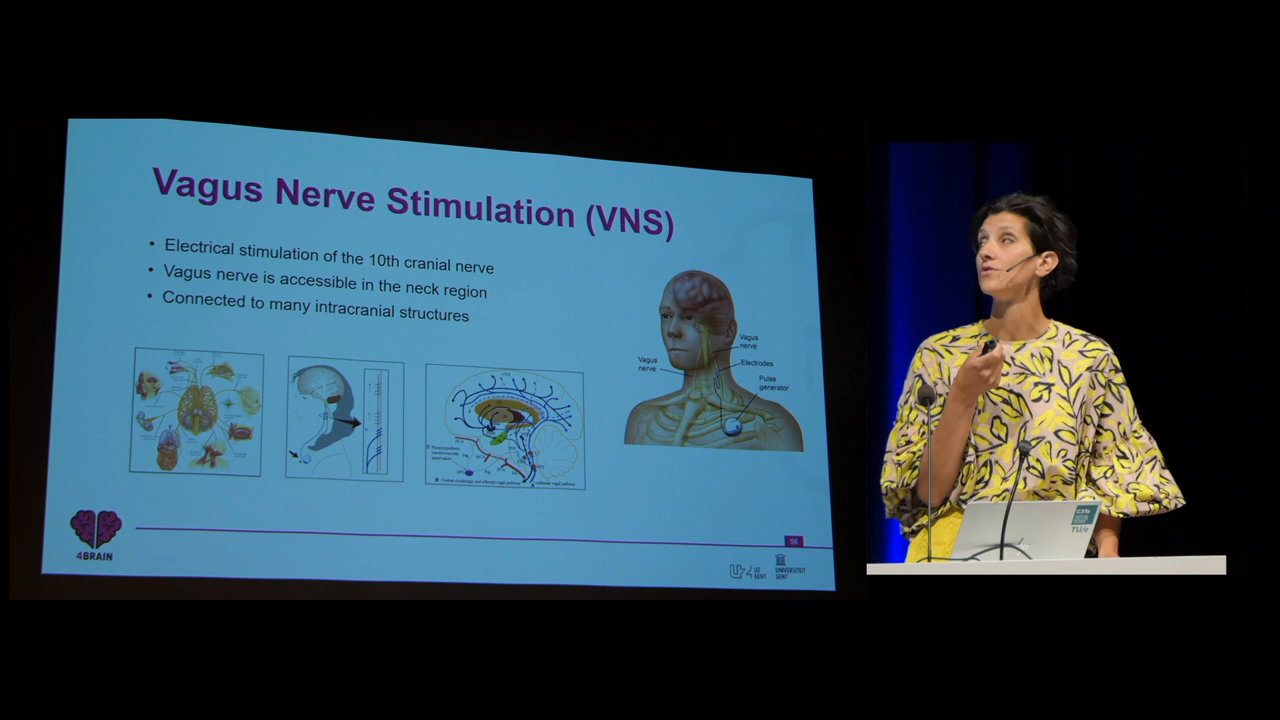 Vagus Nerve Stimulation (VNS)
• Electrical stimulation of the 10th cranial nerve
• Vagus nerve is accessible in the neck region
• Connected to many intracranial structures
Vagus
nerve
Vagus
nerve
Electrodes
Pulse
generator
4BRAIN
56
UZ
GENT
UNIVERSITEIT
GENT
TU/e